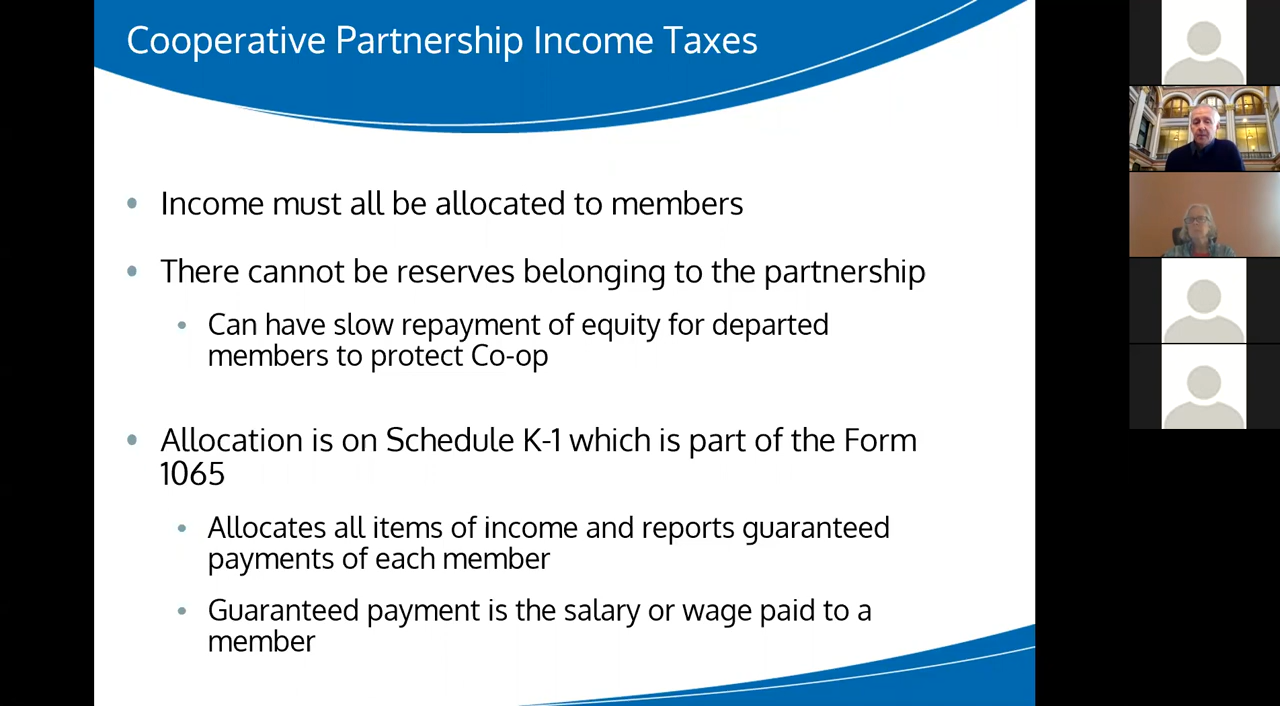 Cooperative Partnership Income Taxes
Income must all be allocated to members
There cannot be reserves belonging to the partnership
Can have slow repayment of equity for departed
members to protect Co-op
Allocation is on Schedule K-1 which is part of the Form
1065
Allocates all items of income and reports guaranteed
payments of each member
Guaranteed payment is the salary or wage paid to a
member